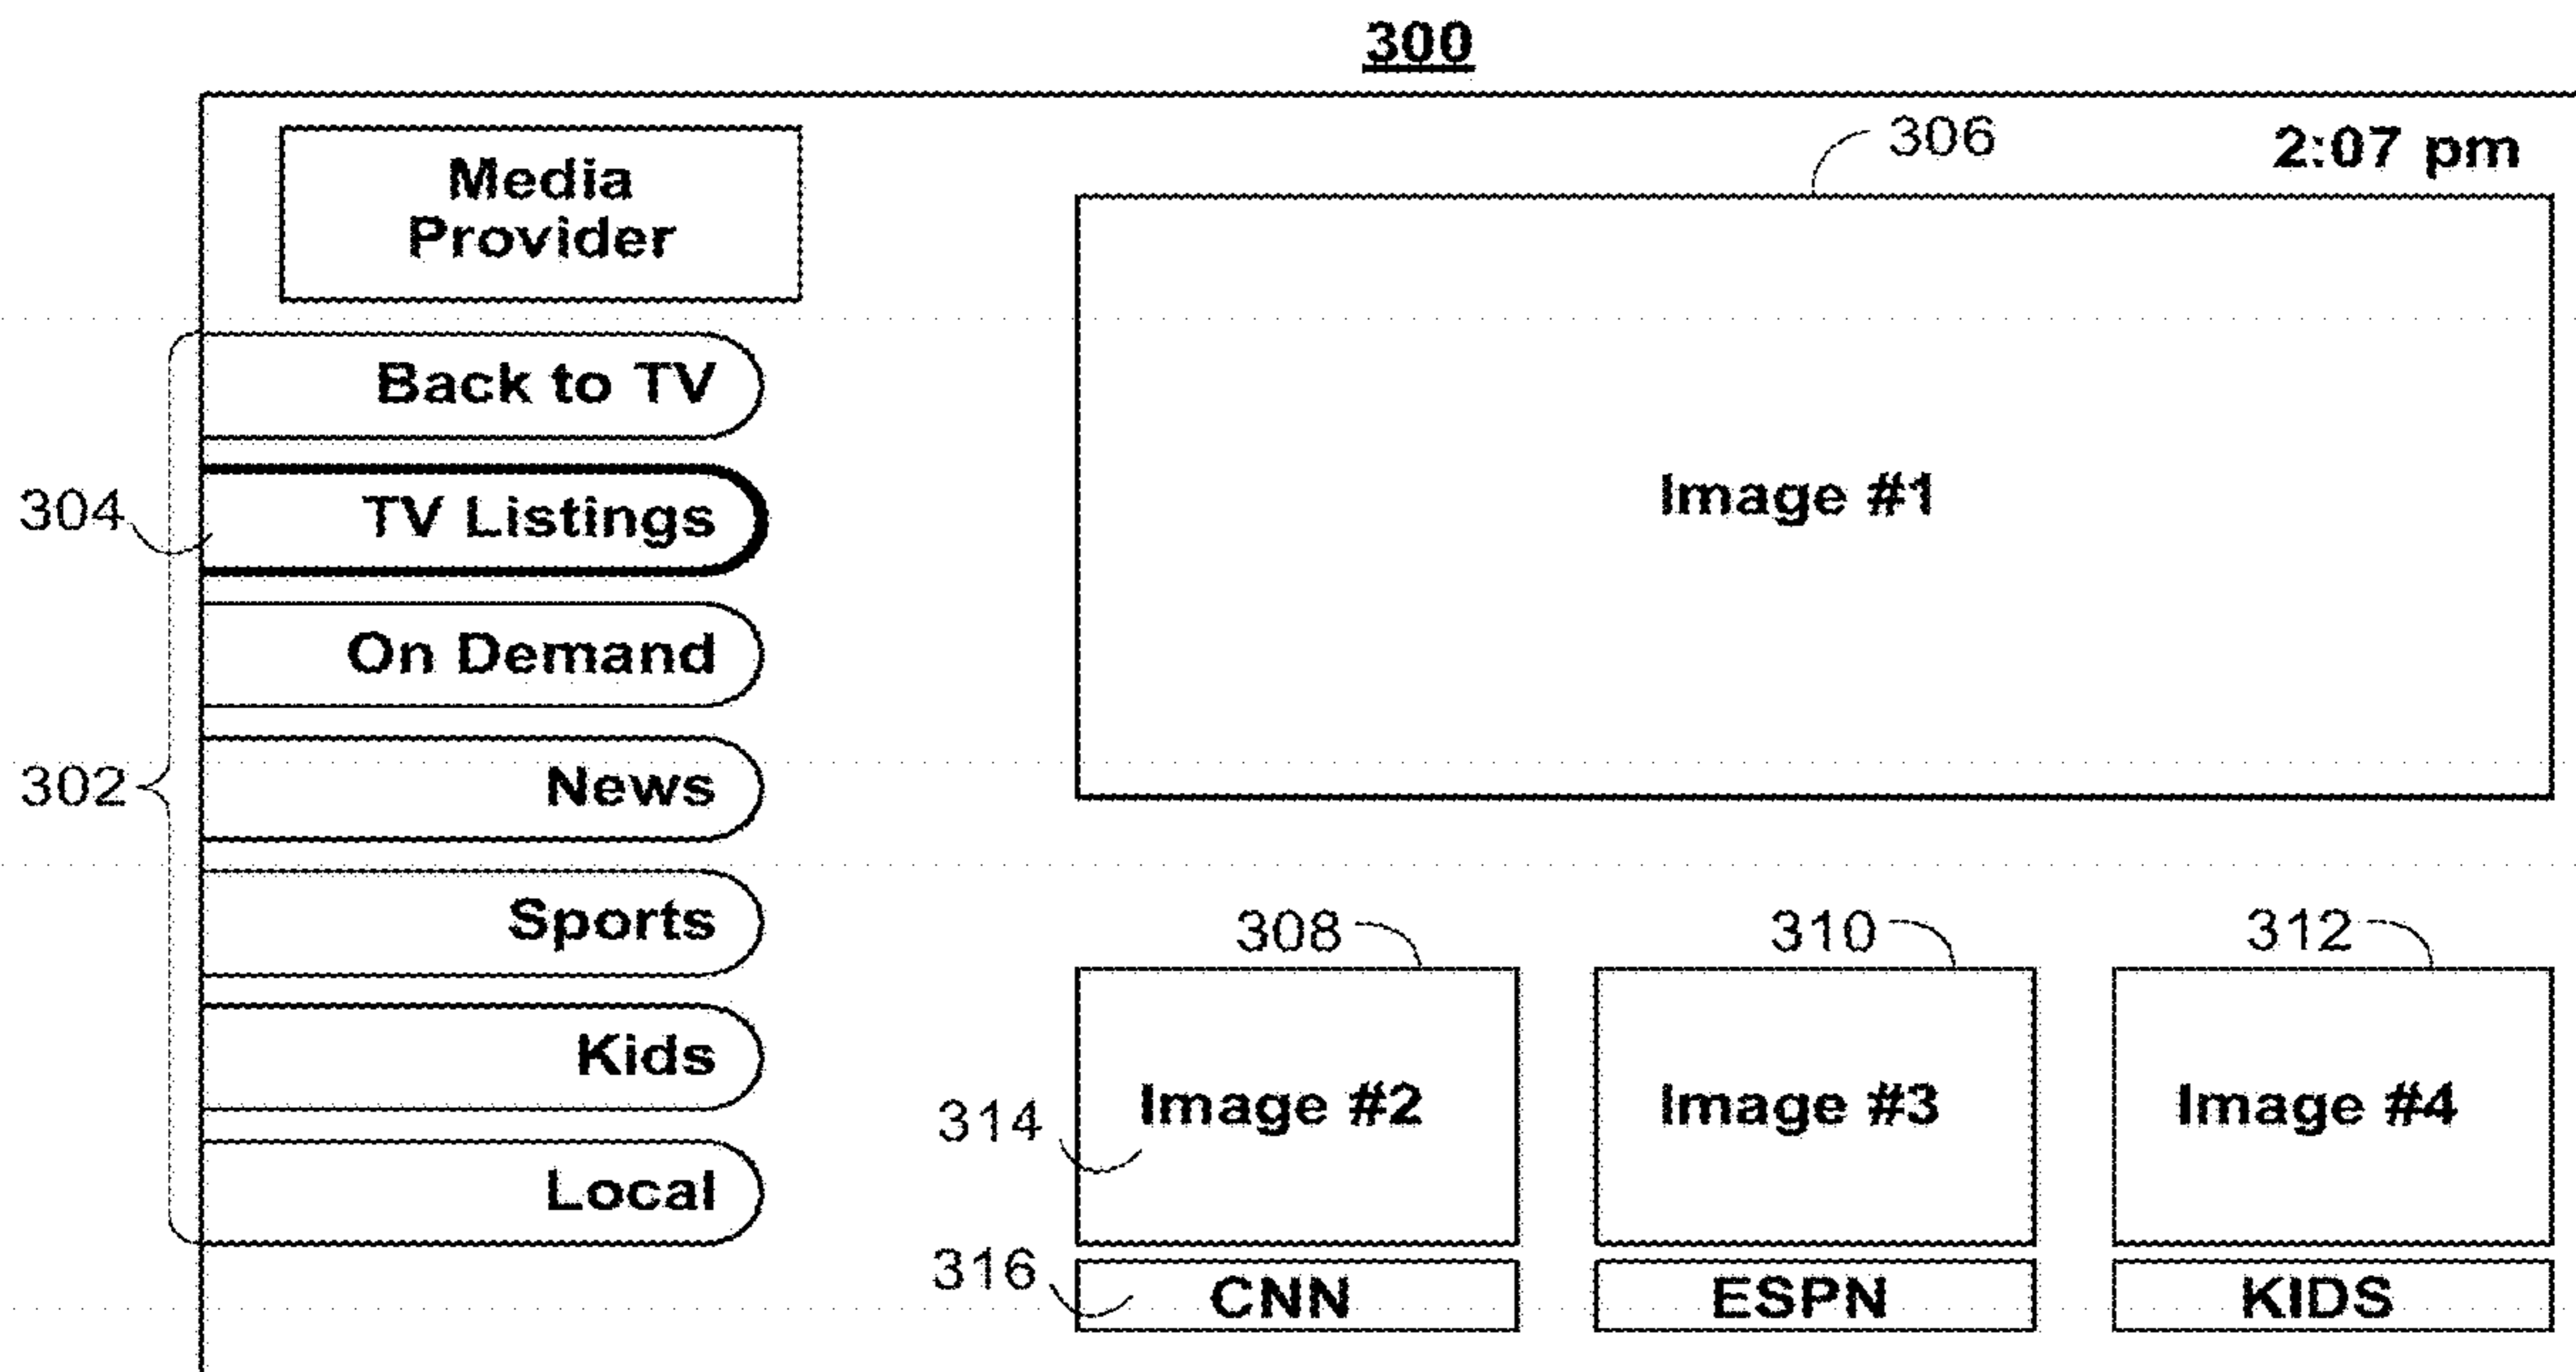 300
Media
Provider
306
2:07 pm
Back to TV
304
TV Listings
Image #1
On Demand
302
News
Sports
308
310
312
Kids
314
Image #2
Image #3
Image #4
Local
316
CNN
ESPN
KIDS